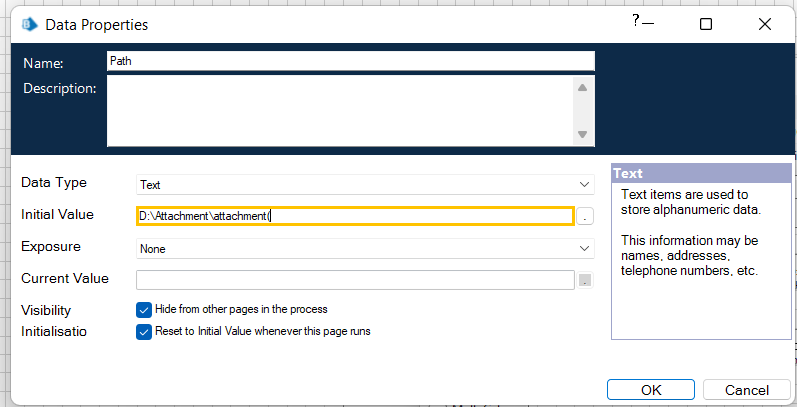 Data Properties
?
Name:
Path
Description:
Data Type
Text
Initial Value
D:\Attachment\attachment(
.
Exposure
None
Current Value
.
Visibility
Hide from other pages in the process
Initialisatio
Reset to Initial Value whenever this page runs
Text
Text items are used to
store alphanumeric data.
This information may be
names, addresses,
telephone numbers, etc.
OK
Cancel